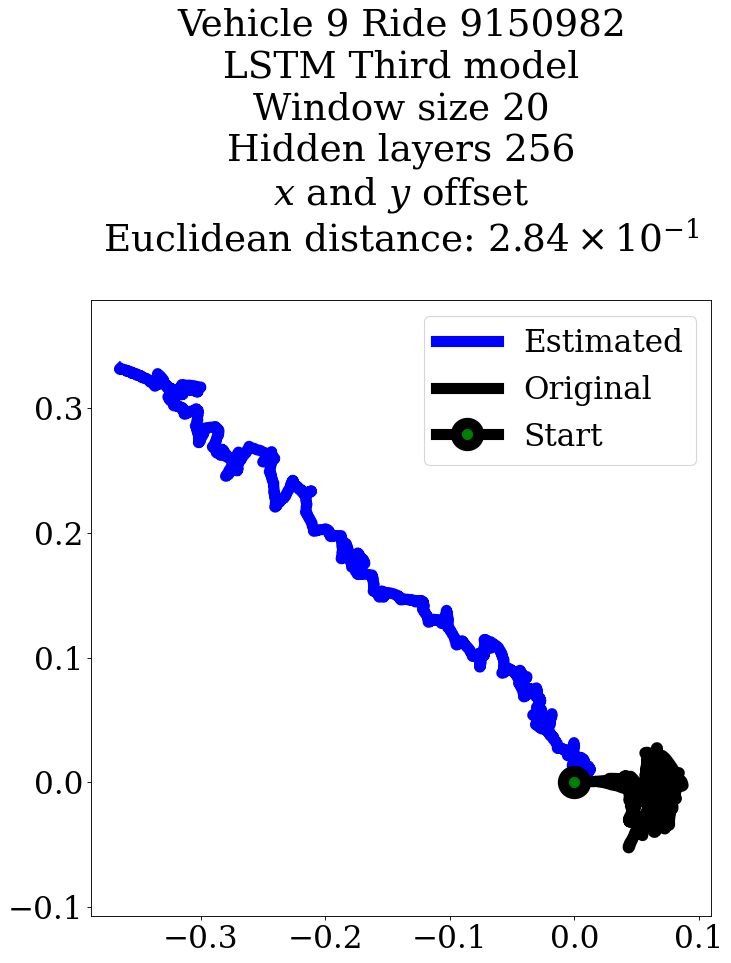 Vehicle 9 Ride 9150982
LSTM Third model
Window size 20
Hidden layers 256
x and y offset
Euclidean distance: 2.84 × 10⁻¹
Estimated
Original
Start
0.3
0.2
0.1
0.0
−0.1
−0.3 −0.2 −0.1 0.0 0.1